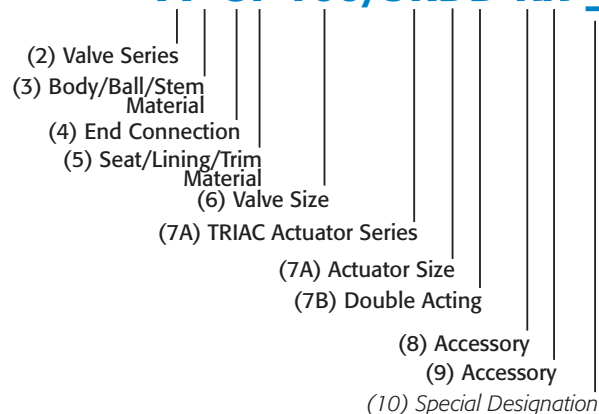 (2) Valve Series
(3) Body/Ball/Stem
Material
(4) End Connection
(5) Seat/Lining/Trim
Material
(6) Valve Size
(7A) TRIAC Actuator Series
(7A) Actuator Size
(7B) Double Acting
(8) Accessory
(9) Accessory
(10) Special Designation